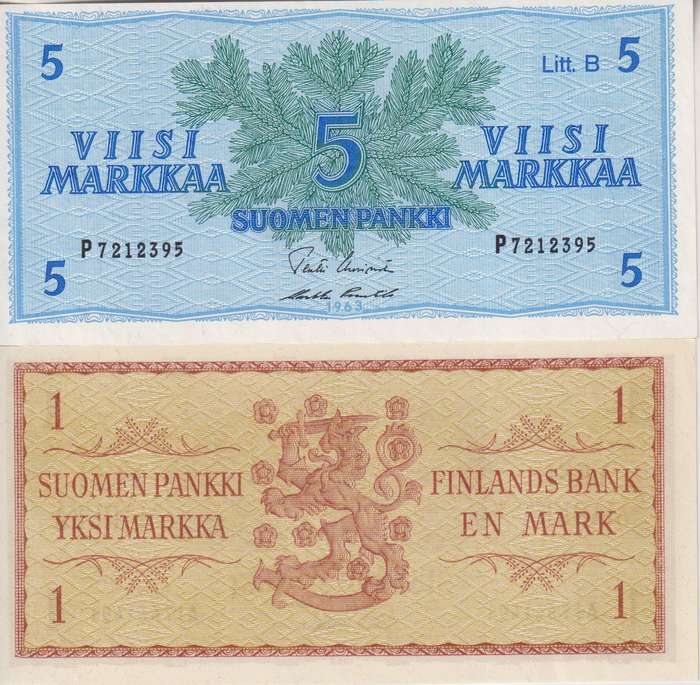 5
Litt. B 5
VIISI
MARKKAA
5
VIISI
MARKKAA
SUOMEN PANKKI
P7212395
P7212395
5
5
1963
1
1
SUOMEN PANKKI
YKSI MARKKA
FINLANDS BANK
EN MARK
1
1